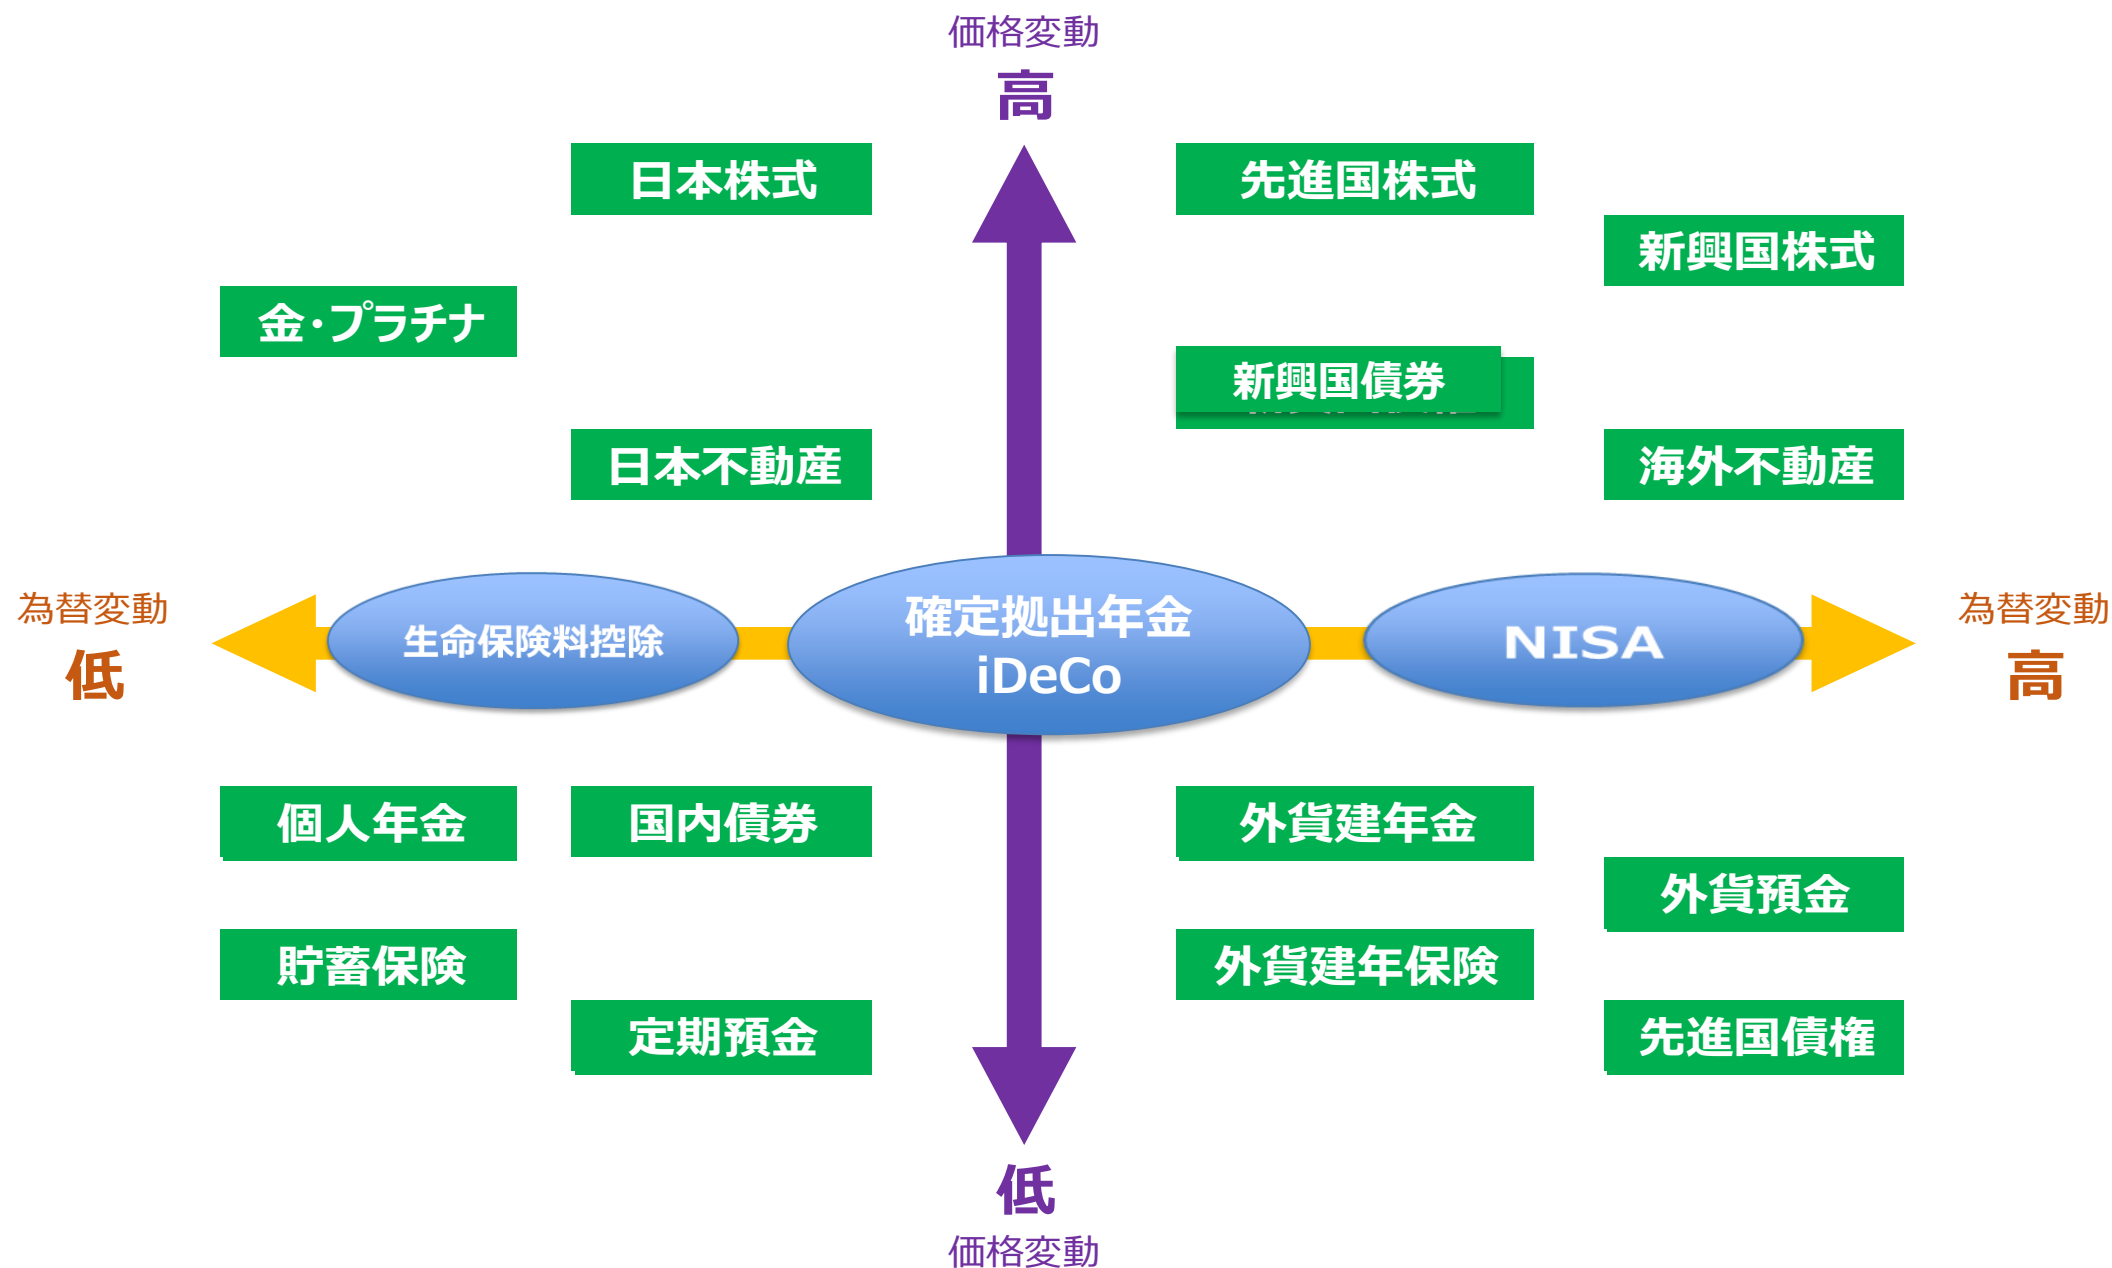 価格変動
高
日本株式
先進国株式
新興国株式
金・プラチナ
新興国債券
日本不動産
海外不動産
為替変動
低
生命保険料控除
確定拠出年金
iDeCo
NISA
為替変動
高
個人年金
国内債券
外貨建年金
外貨預金
貯蓄保険
外貨建年保険
定期預金
先進国債権
低
価格変動